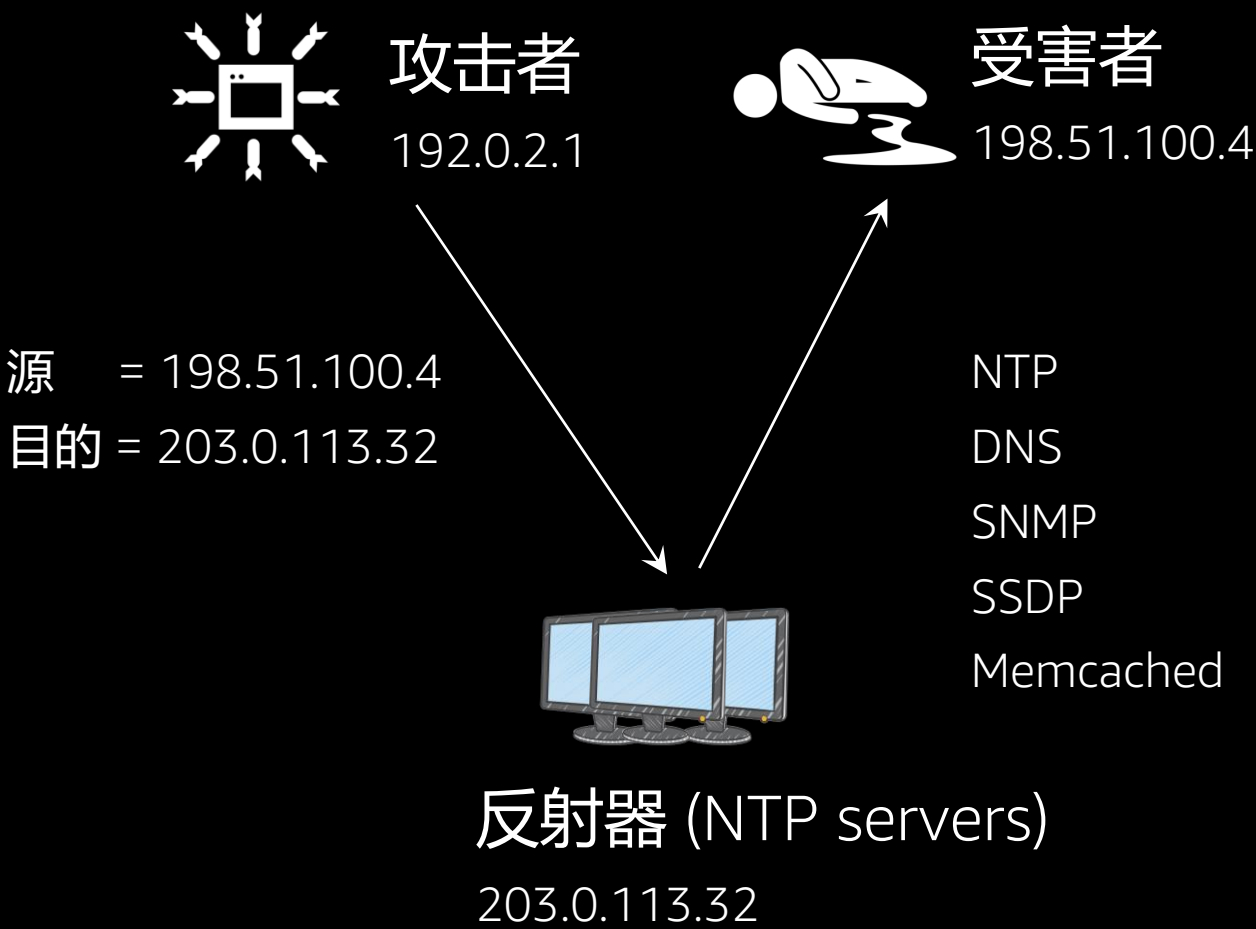 攻击者
192.0.2.1
受害者
198.51.100.4
源 = 198.51.100.4
目的 = 203.0.113.32
NTP
DNS
SNMP
SSDP
Memcached
反射器 (NTP servers)
203.0.113.32